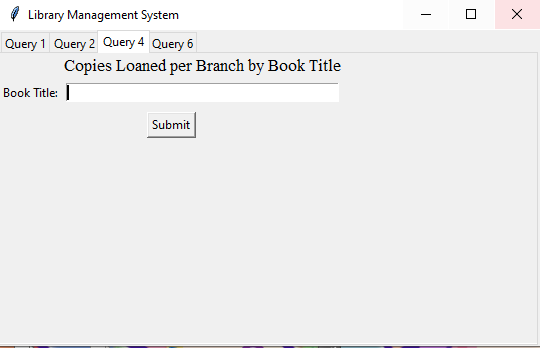 Library Management System
Query 1 Query 2 Query 4 Query 6
Copies Loaned per Branch by Book Title
Book Title:
Submit